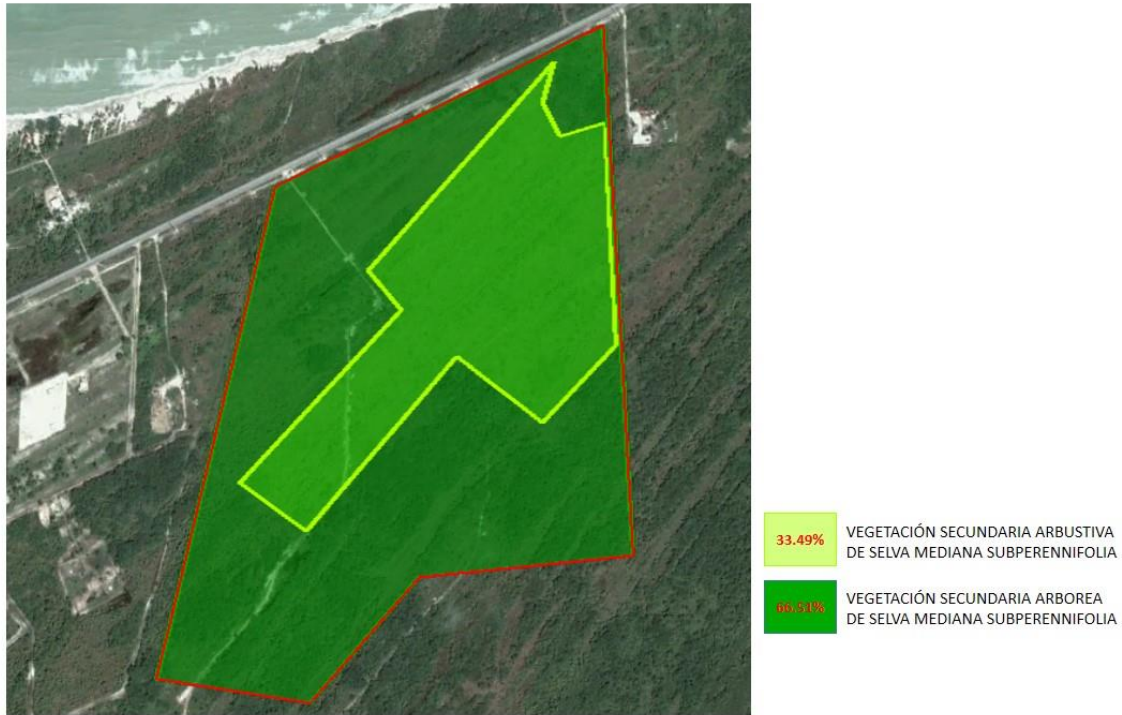 33.49%
VEGETACIÓN SECUNDARIA ARBUSTIVA
DE SELVA MEDIANA SUBPERENNIFOLIA
66.51%
VEGETACIÓN SECUNDARIA ARBOREA
DE SELVA MEDIANA SUBPERENNIFOLIA